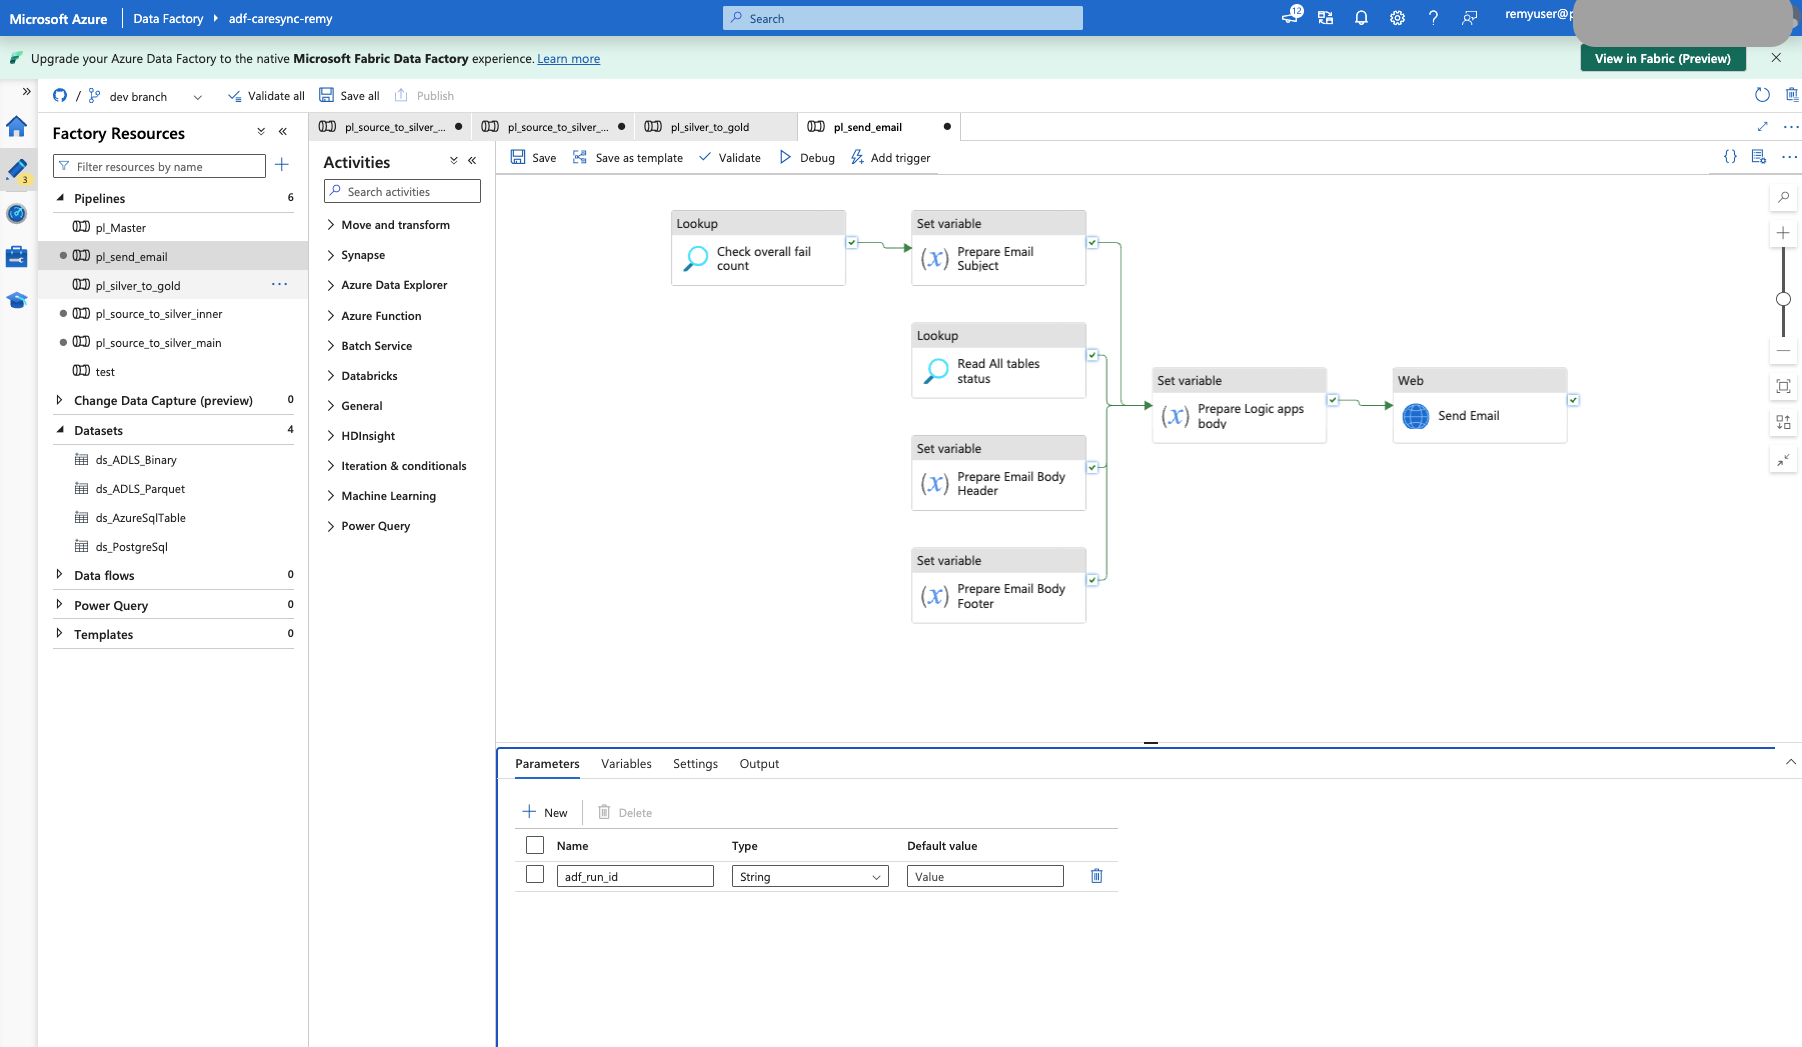 Microsoft Azure
Data Factory
adf-caresync-remy
Search
12
remyuser@p
Upgrade your Azure Data Factory to the native Microsoft Fabric Data Factory experience. Learn more
View in Fabric (Preview)
/ dev branch
Validate all
Save all
Publish
3
Factory Resources
Filter resources by name
Pipelines 6
pl_Master
pl_send_email
pl_silver_to_gold
pl_source_to_silver_inner
pl_source_to_silver_main
test
Change Data Capture (preview) 0
Datasets 4
ds_ADLS_Binary
ds_ADLS_Parquet
ds_AzureSqlTable
ds_PostgreSql
Data flows 0
Power Query 0
Templates 0
pl_source_to_silver_...
pl_source_to_silver_...
pl_silver_to_gold
pl_send_email
Activities
Search activities
Move and transform
Synapse
Azure Data Explorer
Azure Function
Batch Service
Databricks
General
HDInsight
Iteration & conditionals
Machine Learning
Power Query
Save
Save as template
Validate
Debug
Add trigger
{}
Lookup
Check overall fail
count
Set variable
(x) Prepare Email
Subject
Lookup
Read All tables
status
Set variable
(x) Prepare Email Body
Header
Set variable
(x) Prepare Email Body
Footer
Set variable
(x) Prepare Logic apps
body
Web
Send Email
Parameters
Variables
Settings
Output
New
Delete
Name Type Default value
adf_run_id String Value